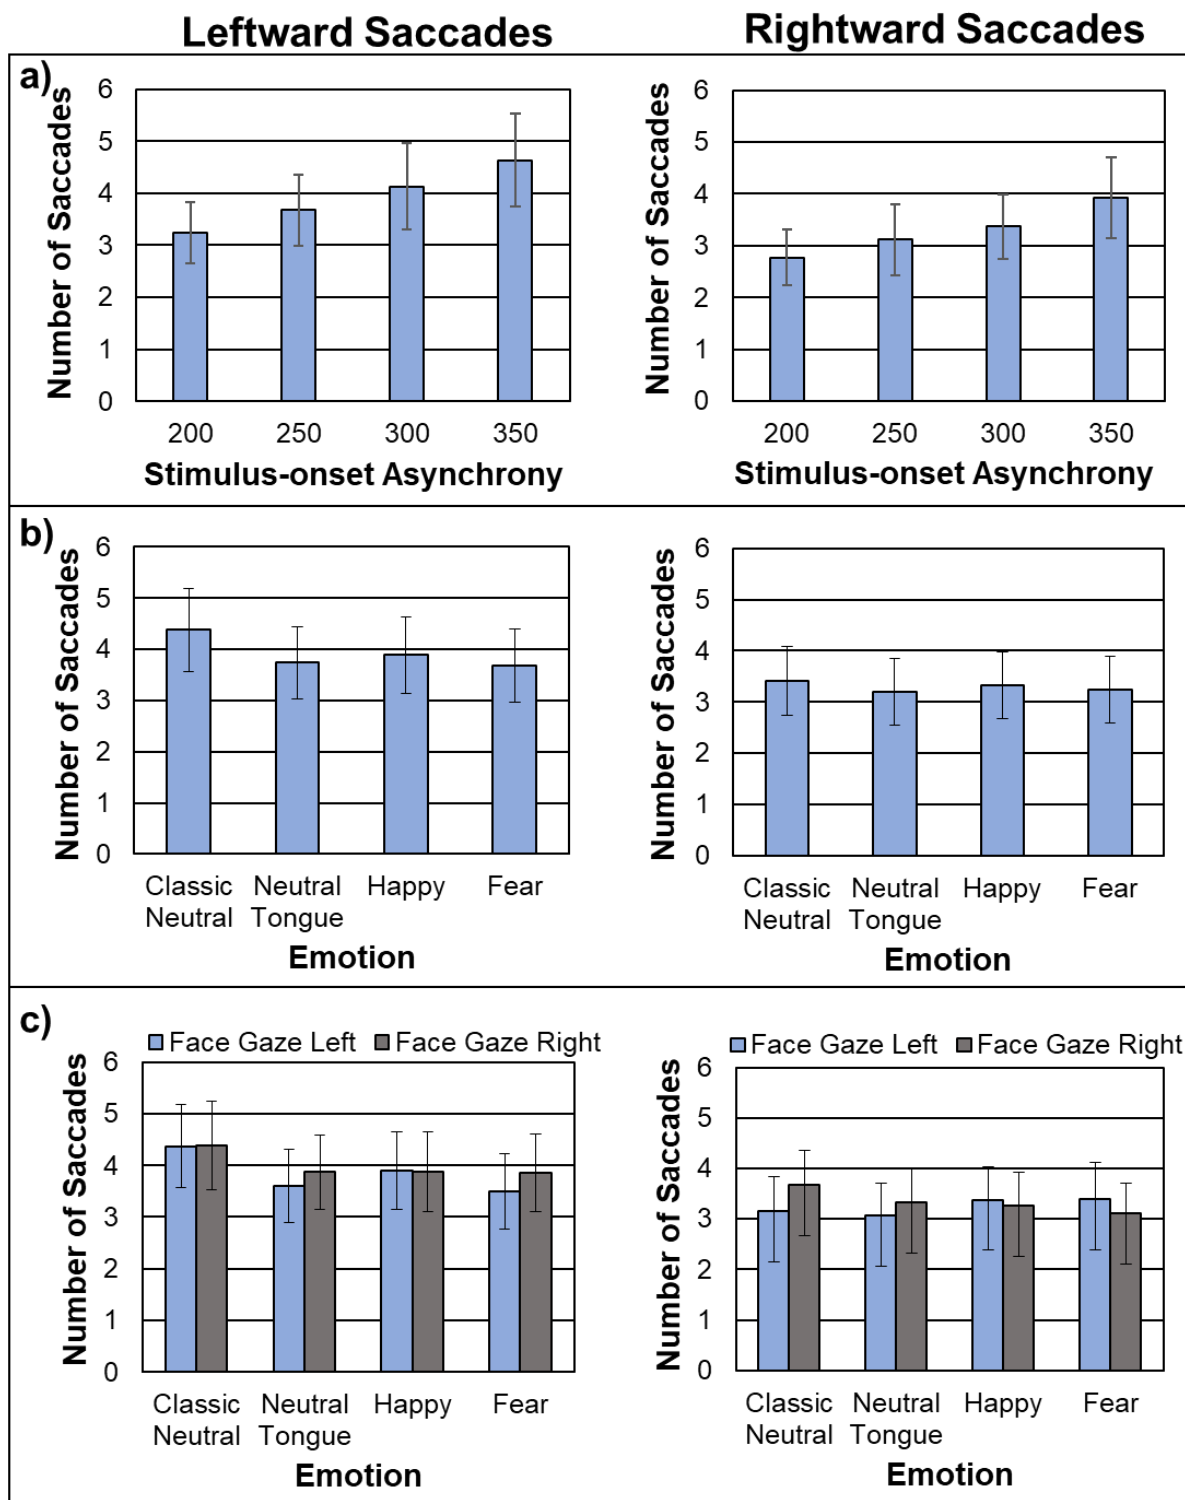 Leftward Saccades
Rightward Saccades
a)
Number of Saccades
6
5
4
3
2
1
0
200 250 300 350
Stimulus-onset Asynchrony
Number of Saccades
6
5
4
3
2
1
0
200 250 300 350
Stimulus-onset Asynchrony
b)
Number of Saccades
6
5
4
3
2
1
0
Classic Neutral Happy Fear
Neutral Tongue
Emotion
Number of Saccades
6
5
4
3
2
1
0
Classic Neutral Happy Fear
Neutral Tongue
Emotion
c)
Face Gaze Left Face Gaze Right
Number of Saccades
6
5
4
3
2
1
0
Classic Neutral Happy Fear
Neutral Tongue
Emotion
Face Gaze Left Face Gaze Right
Number of Saccades
6
5
4
3
2
1
0
Classic Neutral Happy Fear
Neutral Tongue
Emotion